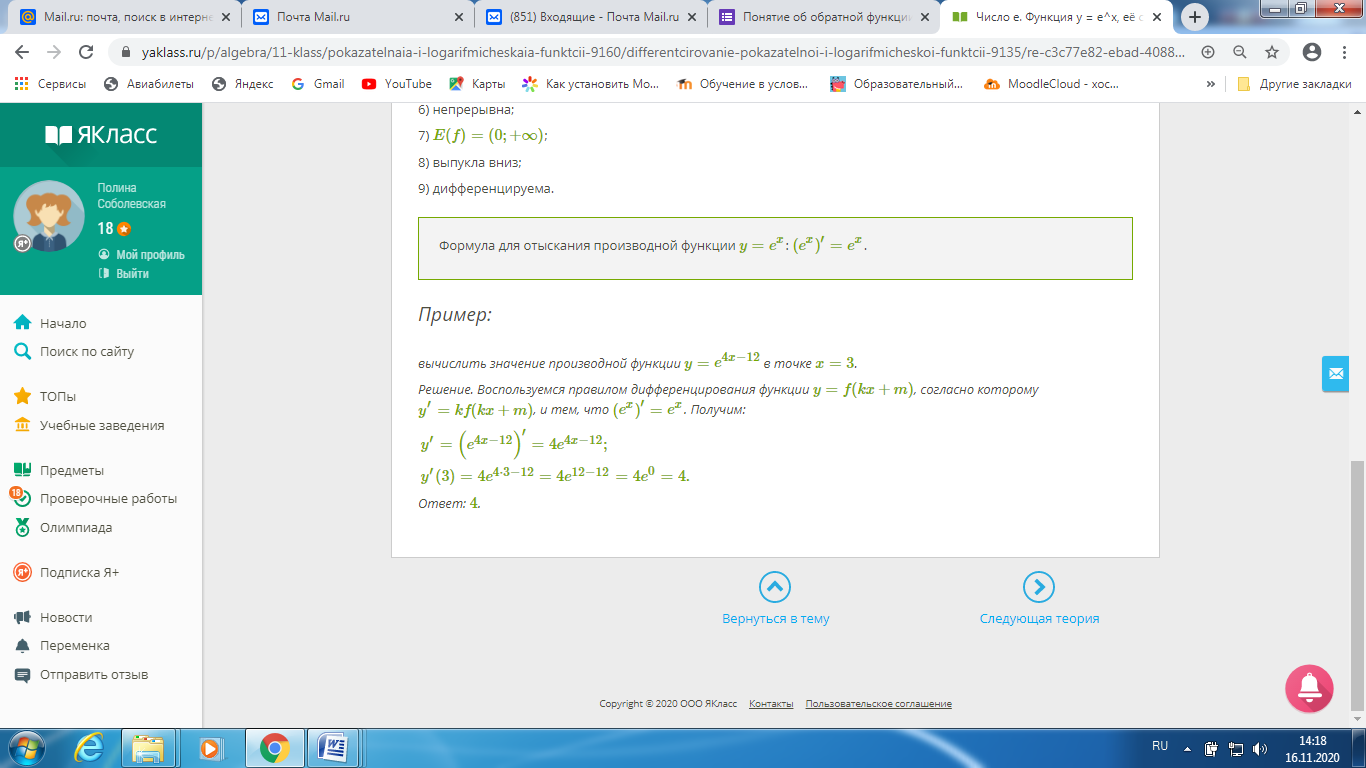 Mail.ru: почта, поиск в интерне
Почта Mail.ru
(851) Входящие - Почта Mail.ru
Понятие об обратной функции
Число e. Функция y = e^x, её с
yaklass.ru/p/algebra/11-klass/pokazatelnaia-i-logarifmicheskaia-funktcii-9160/differentcirovanie-pokazatelnoi-i-logarifmicheskoi-funktcii-9135/re-c3c77e82-ebad-4088...
Сервисы
Авиабилеты
Яндекс
Gmail
YouTube
Карты
Как установить Mo...
Обучение в услов...
Образовательный...
MoodleCloud - хос...
»
Другие закладки
ЯКласс
Полина
Соболевская
18
Я+
Мой профиль
Выйти
Начало
Поиск по сайту
ТОПы
Учебные заведения
Предметы
18
Проверочные работы
Олимпиада
Я+
Подписка Я+
Новости
Переменка
Отправить отзыв
6) непрерывна;
7) E(f) = (0; +∞);
8) выпукла вниз;
9) дифференцируема.
Формула для отыскания производной функции y = e^x : (e^x)′ = e^x.
Пример:
вычислить значение производной функции y = e^{4x−12} в точке x = 3.
Решение. Воспользуемся правилом дифференцирования функции y = f(kx + m), согласно которому
y′ = kf(kx + m), и тем, что (e^x)′ = e^x. Получим:
y′ = (e^{4x−12})′ = 4e^{4x−12};
y′(3) = 4e^{4·3−12} = 4e^{12−12} = 4e^0 = 4.
Ответ: 4.
Вернуться в тему
Следующая теория
Copyright © 2020 ООО ЯКласс Контакты Пользовательское соглашение
RU
14:18
16.11.2020